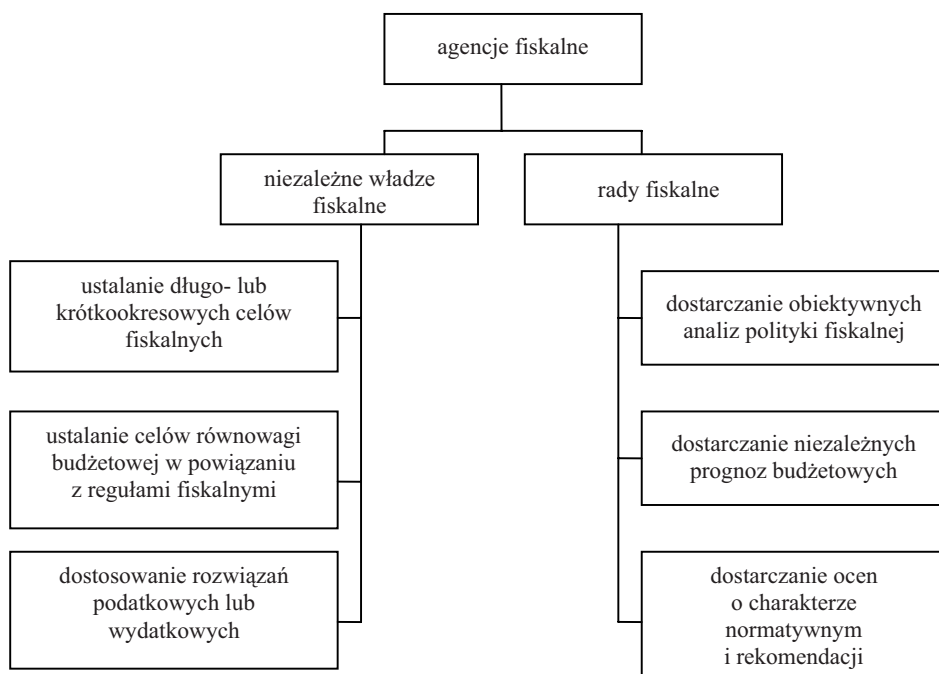 agencje fiskalne
niezależne władze
fiskalne
rady fiskalne
ustalanie długo- lub
krótkookresowych celów
fiskalnych
ustalanie celów równowagi
budżetowej w powiązaniu
z regułami fiskalnymi
dostosowanie rozwiązań
podatkowych lub
wydatkowych
dostarczanie obiektywnych
analiz polityki fiskalnej
dostarczanie niezależnych
prognoz budżetowych
dostarczanie ocen
o charakterze
normatywnym
i rekomendacji